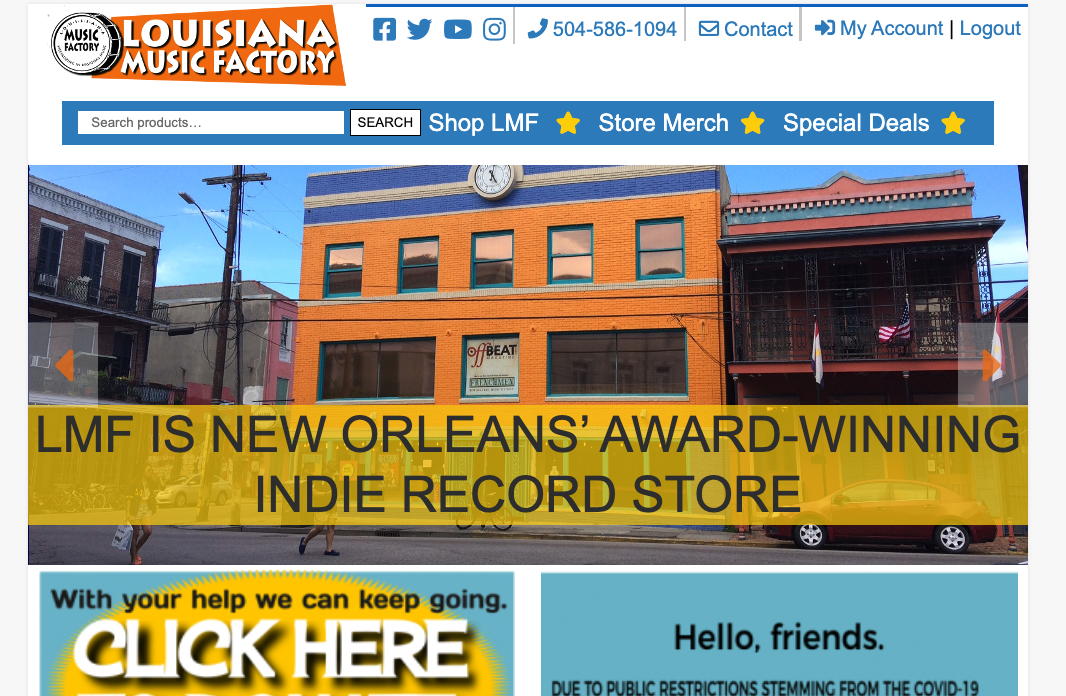 MUSIC
FACTORY
LOUISIANA
MUSIC FACTORY
504-586-1094
Contact
My Account | Logout
Search products…
SEARCH
Shop LMF
Store Merch
Special Deals
offBEAT
MAGAZINE
LMF IS NEW ORLEANS’ AWARD-WINNING
INDIE RECORD STORE
With your help we can keep going.
CLICK HERE
Hello, friends.
DUE TO PUBLIC RESTRICTIONS STEMMING FROM THE COVID-19